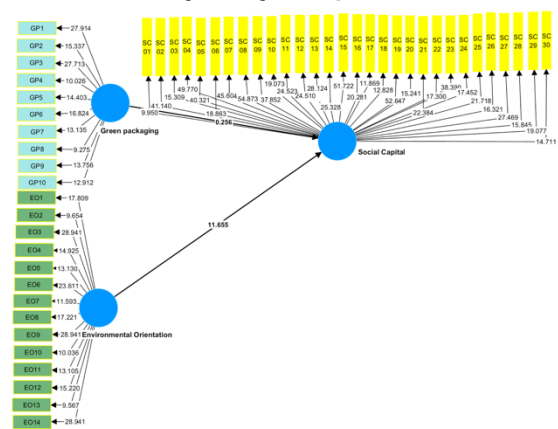 SC 01
SC 02
SC 03
SC 04
SC 05
SC 06
SC 07
SC 08
SC 09
SC 10
SC 11
SC 12
SC 13
SC 14
SC 15
SC 16
SC 17
SC 18
SC 19
SC 20
SC 21
SC 22
SC 23
SC 24
SC 25
SC 26
SC 27
SC 28
SC 29
SC 30
GP1 27.914
GP2 15.337
GP3 27.713
GP4 10.026
GP5 14.403
GP6 16.824
GP7 13.135
GP8 9.275
GP9 13.756
GP10 12.912
Green packaging
9.950
41.140
15.309
49.770
40.321
18.863
45.604
54.873
37.852
19.073
24.523
24.510
28.124
25.328
51.722
20.281
11.869
12.828
52.647
15.241
22.384
17.300
38.390
17.452
21.718
16.321
27.469
15.845
19.077
14.711
0.256
Social Capital
11.655
EO1 17.809
EO2 9.654
EO3 28.941
EO4 14.925
EO5 13.130
EO6 23.611
EO7 11.593
EO8 17.221
EO9 28.941
EO10 10.036
EO11 13.105
EO12 15.220
EO13 9.567
EO14 28.941
Environmental Orientation